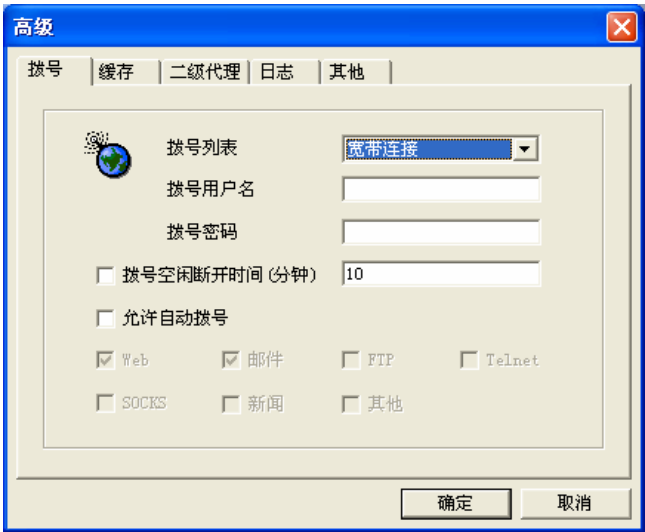 高级
拨号 缓存 二级代理 日志 其他
拨号列表 宽带连接
拨号用户名
拨号密码
拨号空闲断开时间(分钟) 10
允许自动拨号
Web 邮件 FTP Telnet
SOCKS 新闻 其他
确定 取消